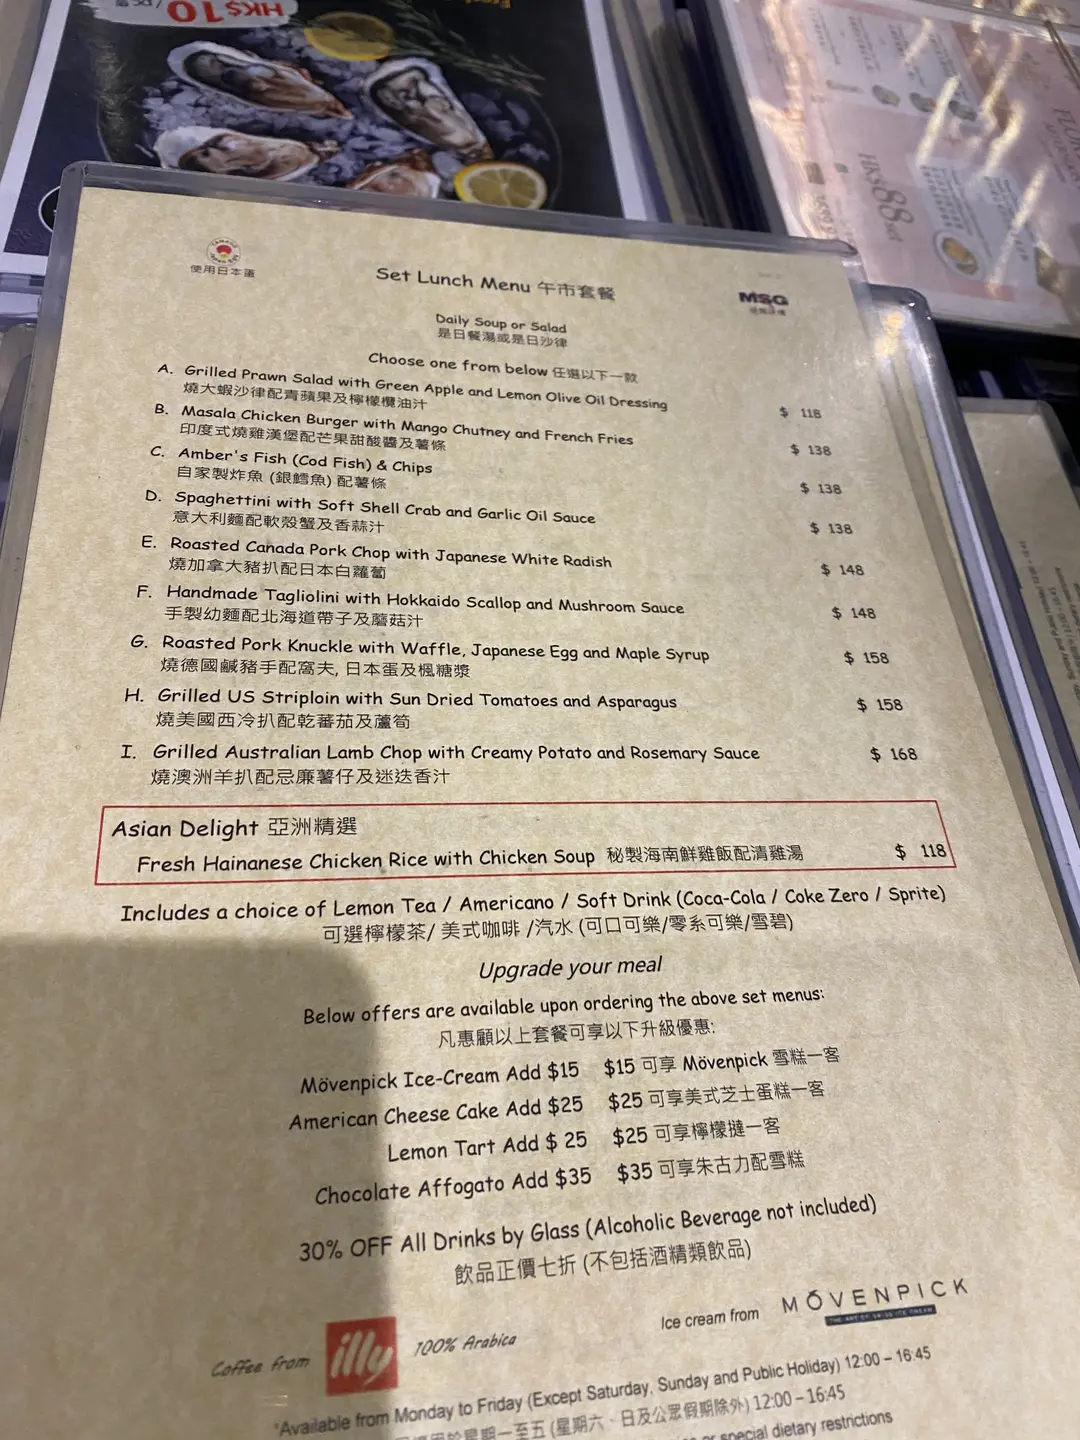 HK$10
HK$88 set
使用日本蛋
Set Lunch Menu 午市套餐
MSG
Daily Soup or Salad
是日餐湯或是日沙律
Choose one from below 任選以下一款
A. Grilled Prawn Salad with Green Apple and Lemon Olive Oil Dressing $ 118
燒大蝦沙律配青蘋果及檸檬欖油汁
B. Masala Chicken Burger with Mango Chutney and French Fries $ 138
印度式燒雞漢堡配芒果甜酸醬及薯條
C. Amber's Fish (Cod Fish) & Chips $ 138
自家製炸魚 (銀鱈魚) 配薯條
D. Spaghettini with Soft Shell Crab and Garlic Oil Sauce $ 138
意大利麵配軟殼蟹及香蒜汁
E. Roasted Canada Pork Chop with Japanese White Radish $ 148
燒加拿大豬扒配日本白蘿蔔
F. Handmade Tagliolini with Hokkaido Scallop and Mushroom Sauce $ 148
手製幼麵配北海道帶子及蘑菇汁
G. Roasted Pork Knuckle with Waffle, Japanese Egg and Maple Syrup $ 158
燒德國鹹豬手配窩夫, 日本蛋及楓糖漿
H. Grilled US Striploin with Sun Dried Tomatoes and Asparagus $ 158
燒美國西冷扒配乾蕃茄及蘆筍
I. Grilled Australian Lamb Chop with Creamy Potato and Rosemary Sauce $ 168
燒澳洲羊扒配忌廉薯仔及迷迭香汁
Asian Delight 亞洲精選
Fresh Hainanese Chicken Rice with Chicken Soup 秘製海南鮮雞飯配清雞湯 $ 118
Includes a choice of Lemon Tea / Americano / Soft Drink (Coca-Cola / Coke Zero / Sprite)
可選檸檬茶/ 美式咖啡 /汽水 (可口可樂/零系可樂/雪碧)
Upgrade your meal
Below offers are available upon ordering the above set menus:
凡惠顧以上套餐可享以下升級優惠:
Mövenpick Ice-Cream Add $15 $15 可享 Mövenpick 雪糕一客
American Cheese Cake Add $25 $25 可享美式芝士蛋糕一客
Lemon Tart Add $ 25 $25 可享檸檬撻一客
Chocolate Affogato Add $35 $35 可享朱古力配雪糕
30% OFF All Drinks by Glass (Alcoholic Beverage not included)
飲品正價七折 (不包括酒精類飲品)
Coffee from illy 100% Arabica
Ice cream from MÖVENPICK
THE ART OF SWISS ICE CREAM
*Available from Monday to Friday (Except Saturday, Sunday and Public Holiday) 12:00 – 16:45
星期一至五 (星期六、日及公眾假期除外) 12:00 – 16:45
or special dietary restrictions